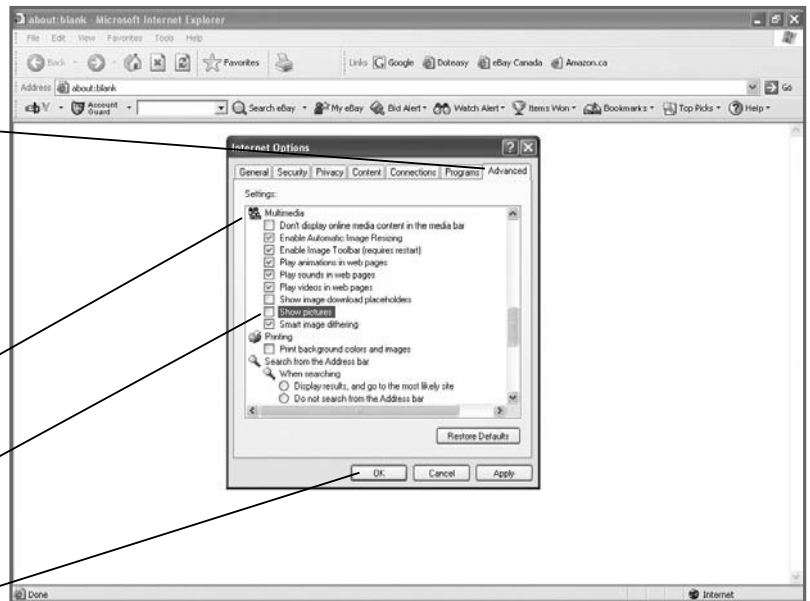 about:blank - Microsoft Internet Explorer
File Edit View Favorites Tools Help
Back Favorites Links Google Doteasy eBay Canada Amazon.ca
Address about:blank Go
ebY Account Guard Search eBay My eBay Bid Alert Watch Alert Items Won Bookmarks Top Picks Help
Internet Options
General Security Privacy Content Connections Programs Advanced
Settings:
Multimedia
Don't display online media content in the media bar
Enable Automatic Image Resizing
Enable Image Toolbar (requires restart)
Play animations in web pages
Play sounds in web pages
Play videos in web pages
Show image download placeholders
Show pictures
Smart image dithering
Printing
Print background colors and images
Search from the Address bar
When searching
Display results, and go to the most likely site
Do not search from the Address bar
Restore Defaults
OK Cancel Apply
Done Internet